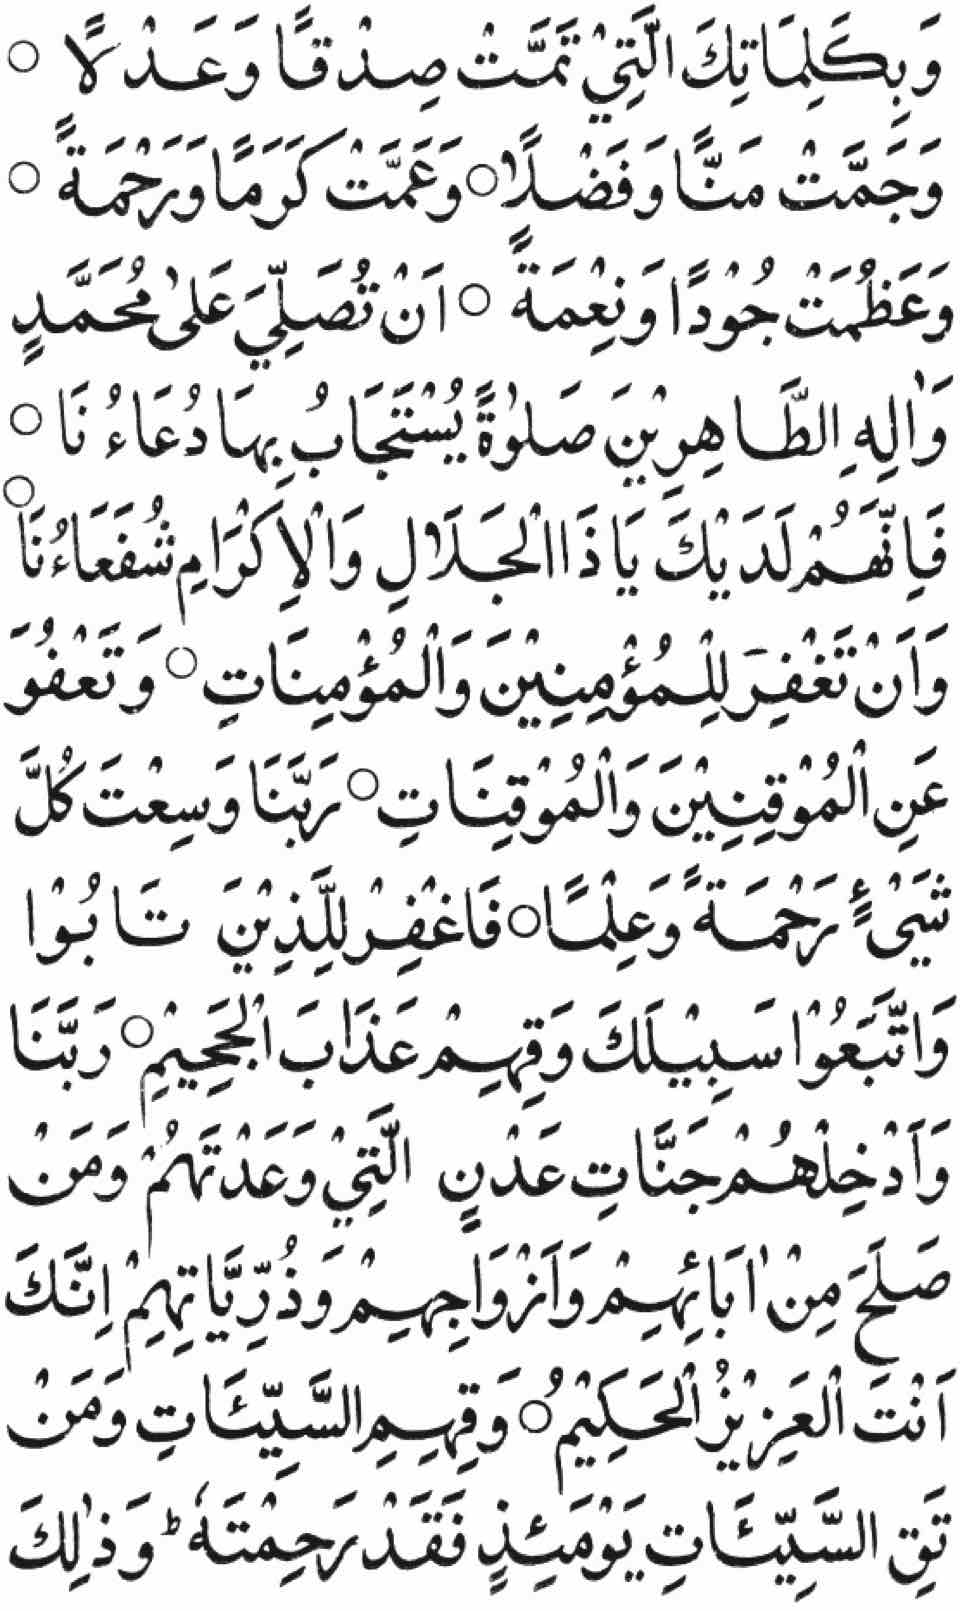 وَبِكَلِمَاتِكَ الَّتِيْ تَمَّتْ صِدْقًا وَعَدْلًا ○
وَجَمَّتْ مَنًّا وَفَضْلًا ○ وَعَمَّتْ كَرَمًا وَرَحْمَةً ○
وَعَظُمَتْ جُوْدًا وَنِعْمَةً ○ اَنْ تُصَلِّيَ عَلٰى مُحَمَّدٍ
وَاٰلِهِ الطَّاهِرِيْنَ صَلٰوةً يُسْتَجَابُ بِهَا دُعَاءُنَا ○
فَاِنَّهُمْ لَدَيْكَ يَا ذَا الْجَلَالِ وَالْاِكْرَامِ شُفَعَاءُنَا ○
وَاَنْ تَغْفِرَ لِلْمُؤْمِنِيْنَ وَالْمُؤْمِنَاتِ ○ وَتَعْفُوَ
عَنِ الْمُوْقِنِيْنَ وَالْمُوْقِنَاتِ ○ رَبَّنَا وَسِعْتَ كُلَّ
شَيْءٍ رَحْمَةً وَعِلْمًا ○ فَاغْفِرْ لِلَّذِيْنَ تَابُوْا
وَاتَّبَعُوْا سَبِيْلَكَ وَقِهِمْ عَذَابَ الْجَحِيْمِ ○ رَبَّنَا
وَاَدْخِلْهُمْ جَنَّاتِ عَدْنٍ الَّتِيْ وَعَدْتَهُمْ وَمَنْ
صَلَحَ مِنْ اٰبَائِهِمْ وَاَزْوَاجِهِمْ وَذُرِّيَّاتِهِمْ اِنَّكَ
اَنْتَ الْعَزِيْزُ الْحَكِيْمُ ○ وَقِهِمِ السَّيِّئَاتِ وَمَنْ
تَقِ السَّيِّئَاتِ يَوْمَئِذٍ فَقَدْ رَحِمْتَهٗ ؕ وَذٰلِكَ